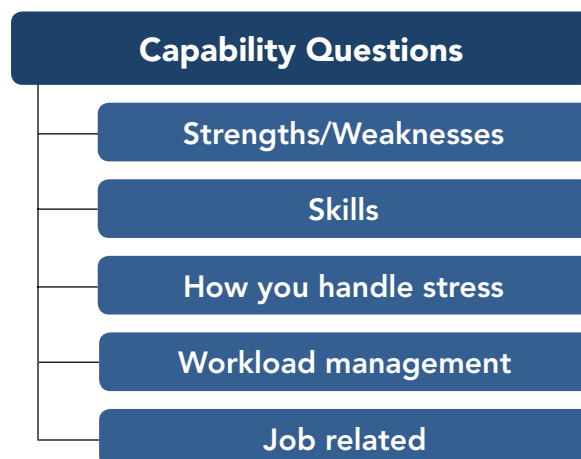 Capability Questions
Strengths/Weaknesses
Skills
How you handle stress
Workload management
Job related